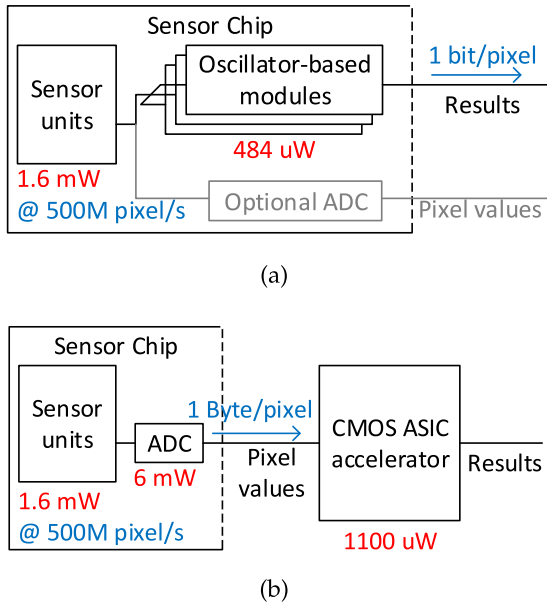 Sensor Chip
Sensor
units
Oscillator-based
modules
1 bit/pixel
Results
484 uW
1.6 mW
@ 500M pixel/s
Optional ADC
Pixel values
(a)
Sensor Chip
Sensor
units
ADC
1 Byte/pixel
Pixel
values
CMOS ASIC
accelerator
Results
6 mW
1.6 mW
@ 500M pixel/s
1100 uW
(b)